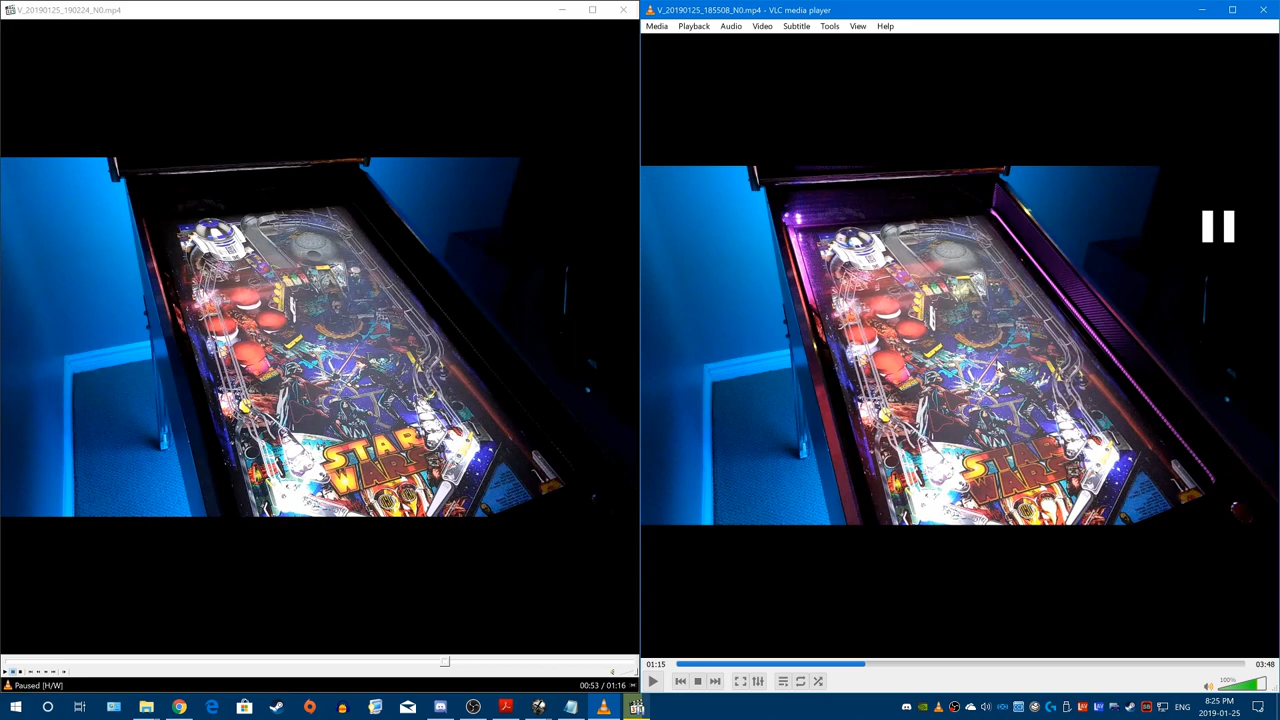 V_20190125_190224_N0.mp4
V_20190125_185508_N0.mp4 - VLC media player
Media Playback Audio Video Subtitle Tools View Help
STAR
WARS
STAR
WARS
01:15
03:48
100%
Paused [H/W]
00:53 / 01:16
ENG
8:25 PM
2019-01-25